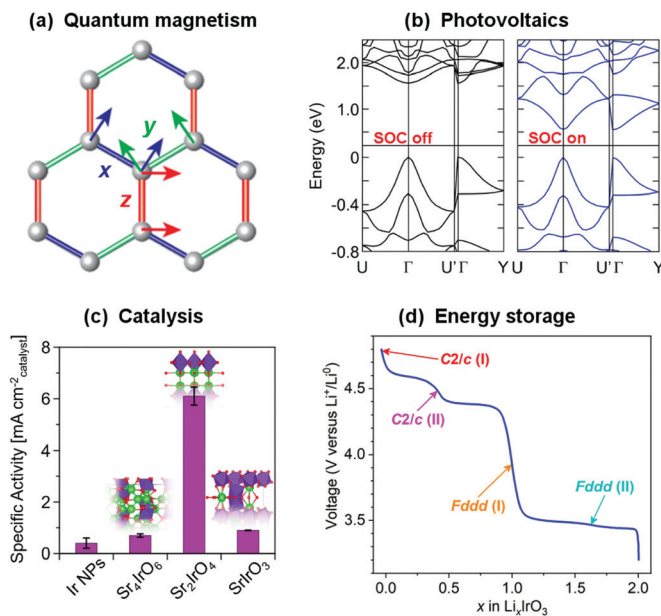 (a) Quantum magnetism
y
x
z
(b) Photovoltaics
Energy (eV)
2.0
1.0
0
-0.4
-0.8
SOC off
SOC on
U Γ U' Γ Y U Γ U' Γ Y
(c) Catalysis
Specific Activity [mA cm⁻²catalyst]
8
6
4
2
0
Ir NPs
Sr₄IrO₆
Sr₂IrO₄
SrIrO₃
(d) Energy storage
Voltage (V versus Li⁺/Li⁰)
4.5
4.0
3.5
C2/c (I)
C2/c (II)
Fddd (I)
Fddd (II)
0.0 0.5 1.0 1.5 2.0
x in LiₓIrO₃